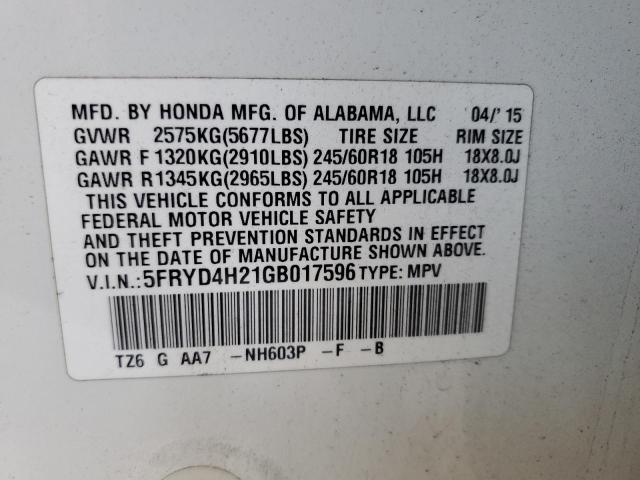 MFD. BY HONDA MFG. OF ALABAMA, LLC 04/'15
GVWR 2575KG(5677LBS) TIRE SIZE RIM SIZE
GAWR F 1320KG(2910LBS) 245/60R18 105H 18X8.0J
GAWR R1345KG(2965LBS) 245/60R18 105H 18X8.0J
THIS VEHICLE CONFORMS TO ALL APPLICABLE
FEDERAL MOTOR VEHICLE SAFETY
AND THEFT PREVENTION STANDARDS IN EFFECT
ON THE DATE OF MANUFACTURE SHOWN ABOVE.
V.I.N.:5FRYD4H21GB017596 TYPE: MPV
TZ6 G AA7 -NH603P -F -B